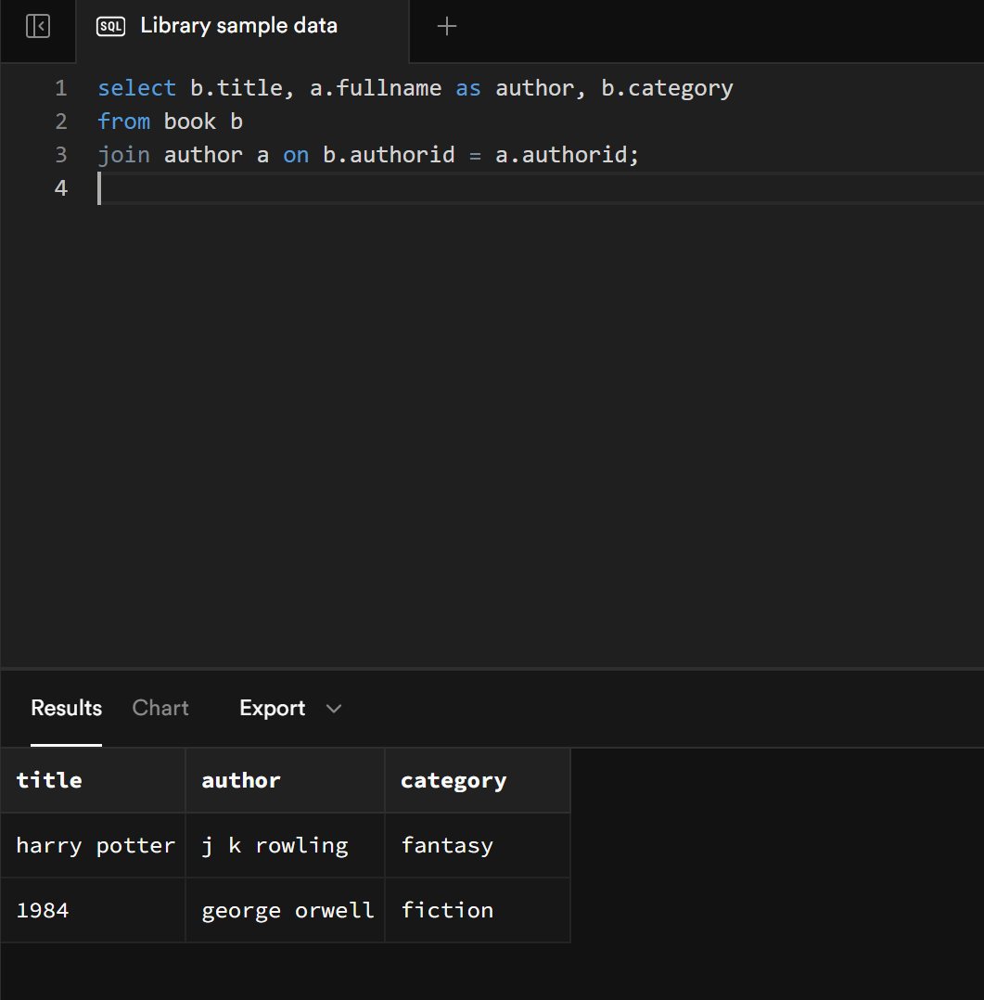 SQL Library sample data
1 select b.title, a.fullname as author, b.category
2 from book b
3 join author a on b.authorid = a.authorid;
4
Results Chart Export
title author category
harry potter j k rowling fantasy
1984 george orwell fiction